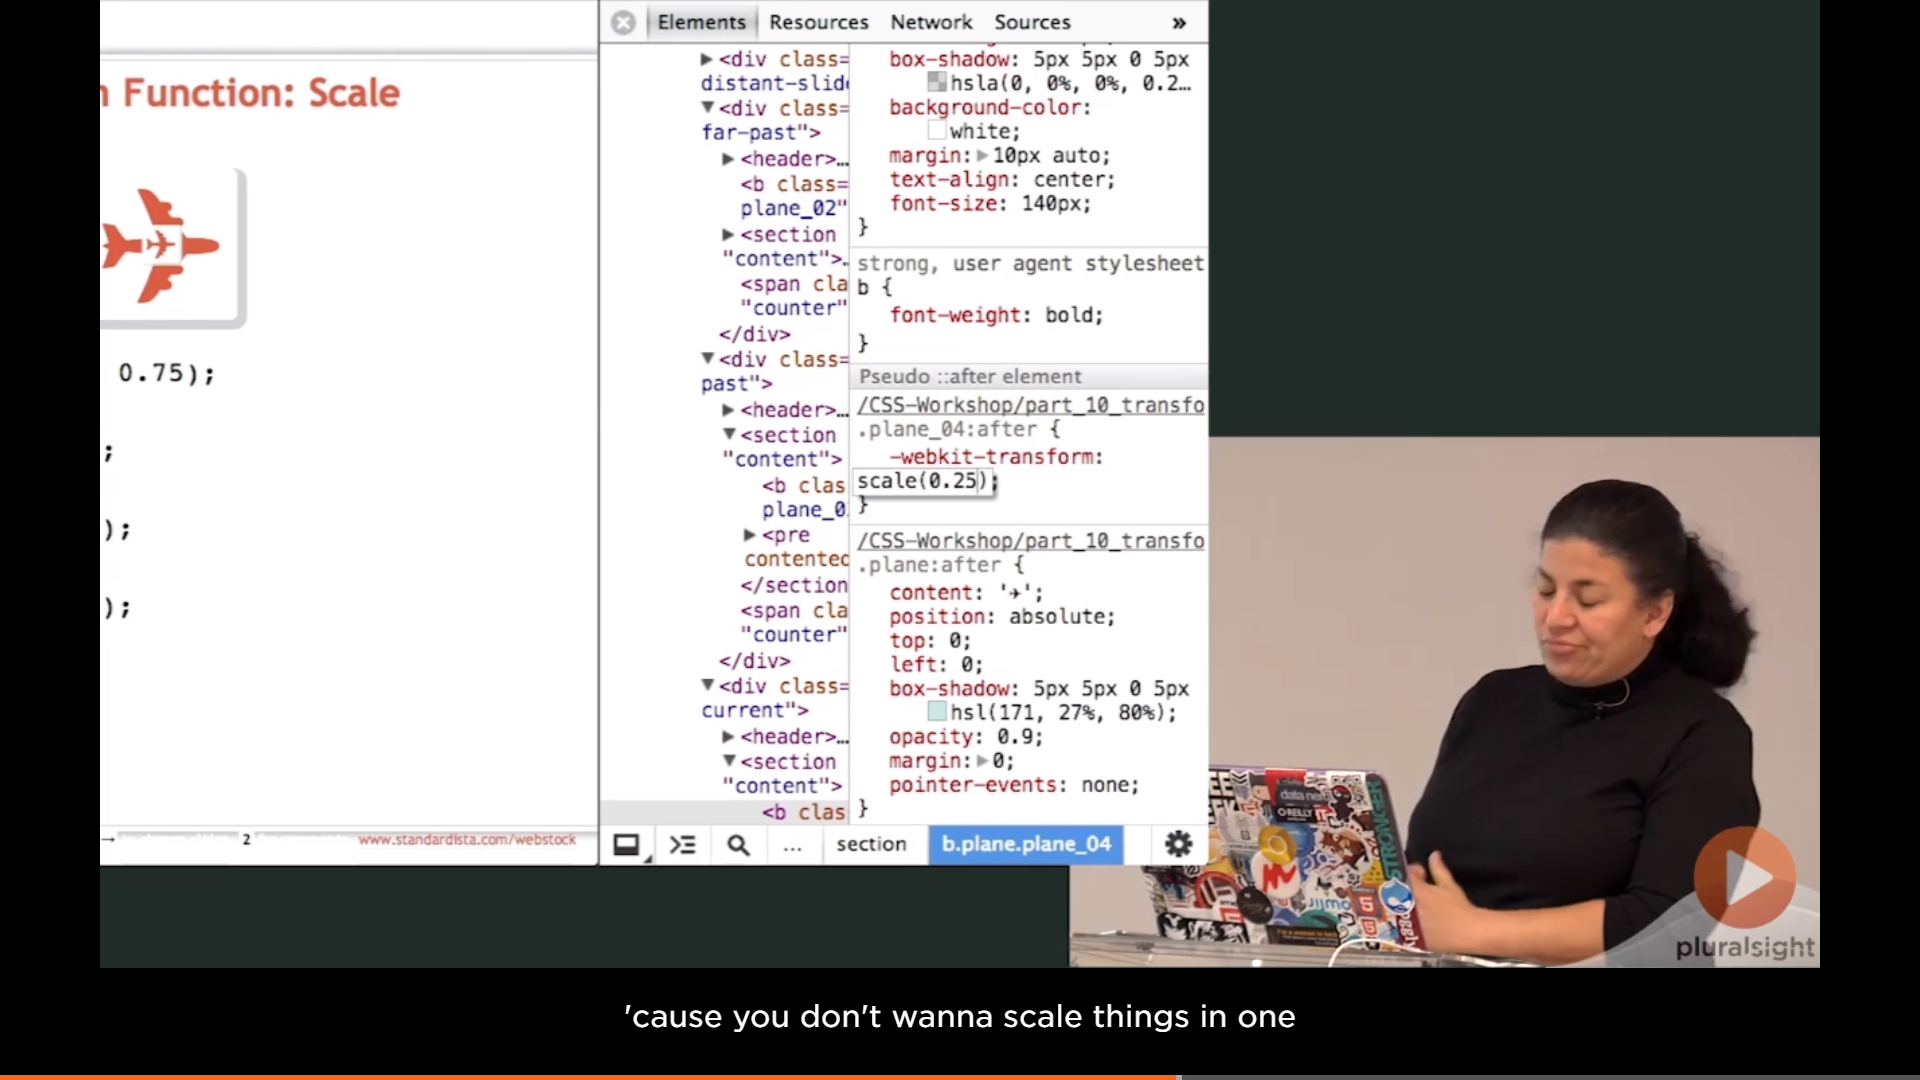 Function: Scale
0.75);
;
);
);
2
www.standardista.com/webstock
Elements Resources Network Sources »
<div class=
distant-slide
<div class=
far-past">
<header>…
<b class=
plane_02"
<section
"content">…
<span cla
"counter"
</div>
<div class=
past">
<header>…
<section
"content">
<b clas
plane_0
<pre
contented
</section
<span cla
"counter"
</div>
<div class=
current">
<header>…
<section
"content">
<b clas
box-shadow: 5px 5px 0 5px
hsla(0, 0%, 0%, 0.2…
background-color:
white;
margin: 10px auto;
text-align: center;
font-size: 140px;
}
strong, user agent stylesheet
b {
font-weight: bold;
}
Pseudo ::after element
/CSS-Workshop/part_10_transfo
.plane_04:after {
-webkit-transform:
scale(0.25);
}
/CSS-Workshop/part_10_transfo
.plane:after {
content: '✈';
position: absolute;
top: 0;
left: 0;
box-shadow: 5px 5px 0 5px
hsl(171, 27%, 80%);
opacity: 0.9;
margin: 0;
pointer-events: none;
}
... section b.plane.plane_04
data ne
O'REILLY
STRONGER
pluralsight
'cause you don't wanna scale things in one